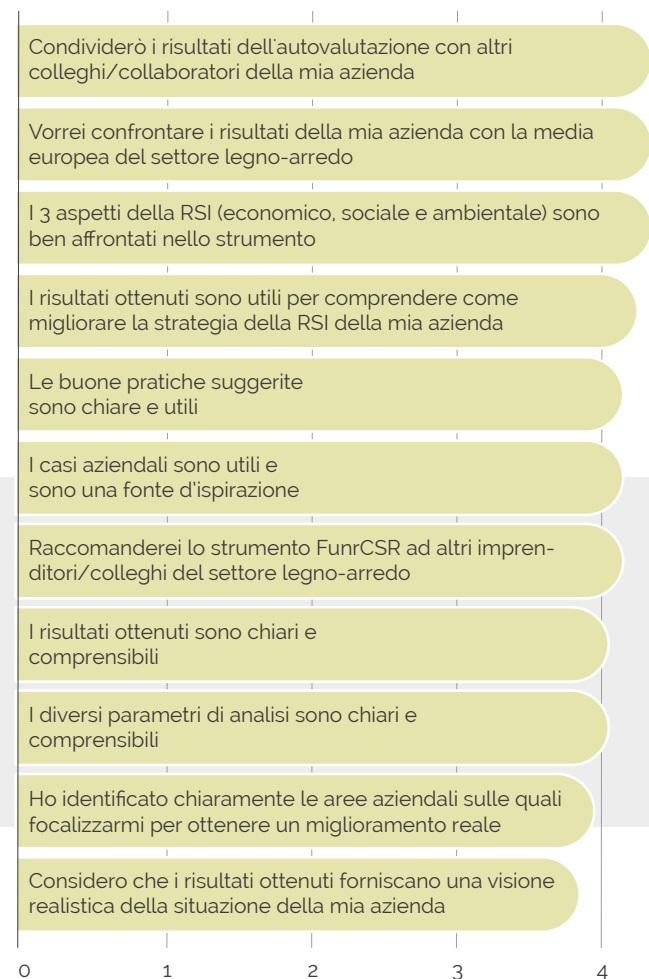 Condividerò i risultati dell'autovalutazione con altri
colleghi/collaboratori della mia azienda
Vorrei confrontare i risultati della mia azienda con la media
europea del settore legno-arredo
I 3 aspetti della RSI (economico, sociale e ambientale) sono
ben affrontati nello strumento
I risultati ottenuti sono utili per comprendere come
migliorare la strategia della RSI della mia azienda
Le buone pratiche suggerite
sono chiare e utili
I casi aziendali sono utili e
sono una fonte d'ispirazione
Raccomanderei lo strumento FunrCSR ad altri impren-
ditori/colleghi del settore legno-arredo
I risultati ottenuti sono chiari e
comprensibili
I diversi parametri di analisi sono chiari e
comprensibili
Ho identificato chiaramente le aree aziendali sulle quali
focalizzarmi per ottenere un miglioramento reale
Considero che i risultati ottenuti forniscano una visione
realistica della situazione della mia azienda
0 1 2 3 4